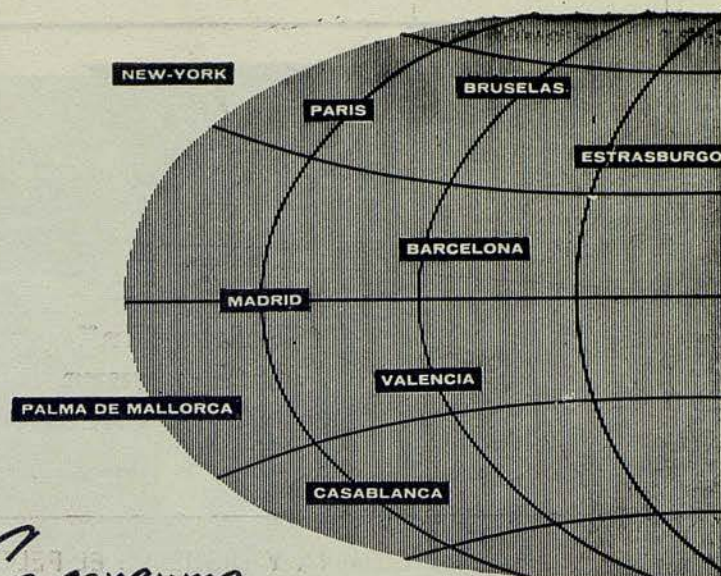 NEW-YORK
BRUSELAS
PARIS
ESTRASBURGO
BARCELONA
MADRID
VALENCIA
PALMA DE MALLORCA
CASABLANCA